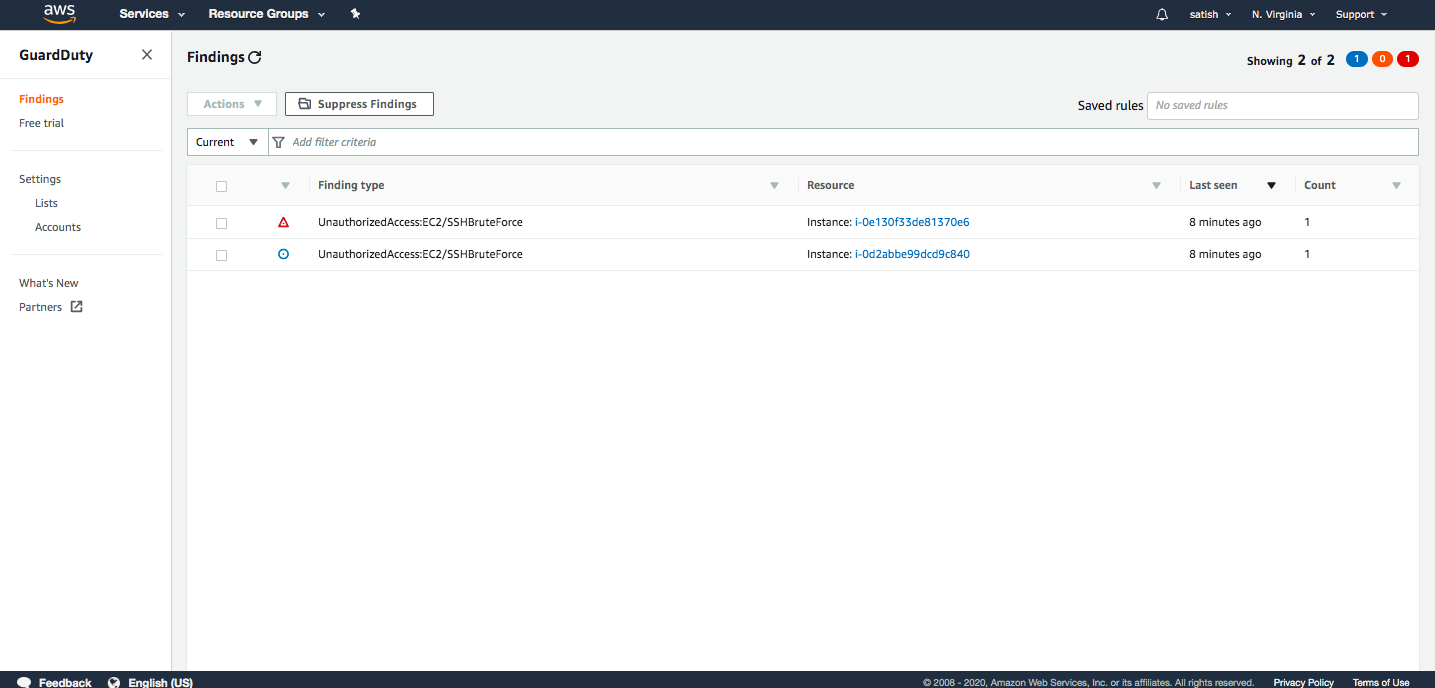 aws Services Resource Groups satish N. Virginia Support
GuardDuty
Findings
Free trial
Settings
Lists
Accounts
What's New
Partners
Findings
Showing 2 of 2 1 0 1
Actions Suppress Findings Saved rules No saved rules
Current Add filter criteria
Finding type Resource Last seen Count
UnauthorizedAccess:EC2/SSHBruteForce Instance: i-0e130f33de81370e6 8 minutes ago 1
UnauthorizedAccess:EC2/SSHBruteForce Instance: i-0d2abbe99dcd9c840 8 minutes ago 1
Feedback English (US) © 2008 - 2020, Amazon Web Services, Inc. or its affiliates. All rights reserved. Privacy Policy Terms of Use